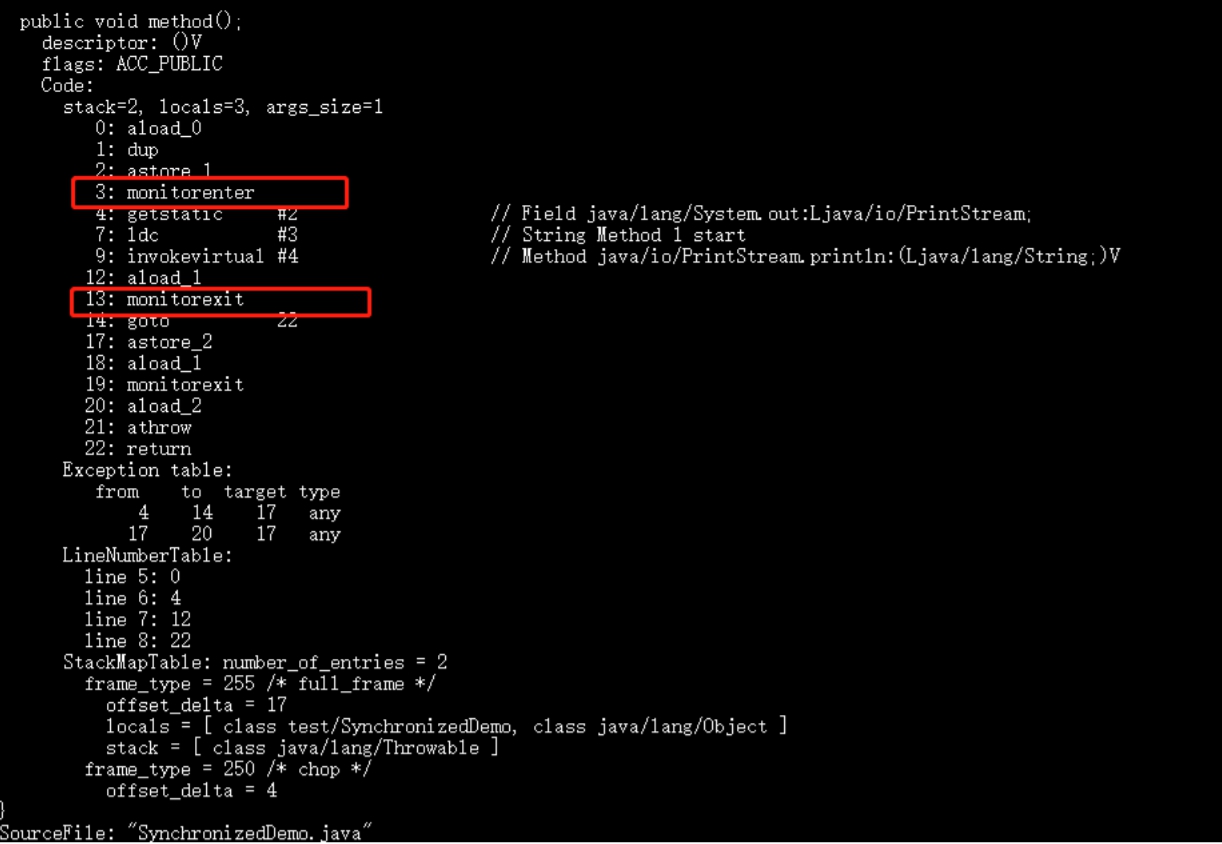 public void method();
descriptor: ()V
flags: ACC_PUBLIC
Code:
stack=2, locals=3, args_size=1
0: aload_0
1: dup
2: astore_1
3: monitorenter
4: getstatic #2 // Field java/lang/System.out:Ljava/io/PrintStream;
7: ldc #3 // String Method 1 start
9: invokevirtual #4 // Method java/io/PrintStream.println:(Ljava/lang/String;)V
12: aload_1
13: monitorexit
14: goto 22
17: astore_2
18: aload_1
19: monitorexit
20: aload_2
21: athrow
22: return
Exception table:
from to target type
4 14 17 any
17 20 17 any
LineNumberTable:
line 5: 0
line 6: 4
line 7: 12
line 8: 22
StackMapTable: number_of_entries = 2
frame_type = 255 /* full_frame */
offset_delta = 17
locals = [ class test/SynchronizedDemo, class java/lang/Object ]
stack = [ class java/lang/Throwable ]
frame_type = 250 /* chop */
offset_delta = 4
}
SourceFile: "SynchronizedDemo.java"